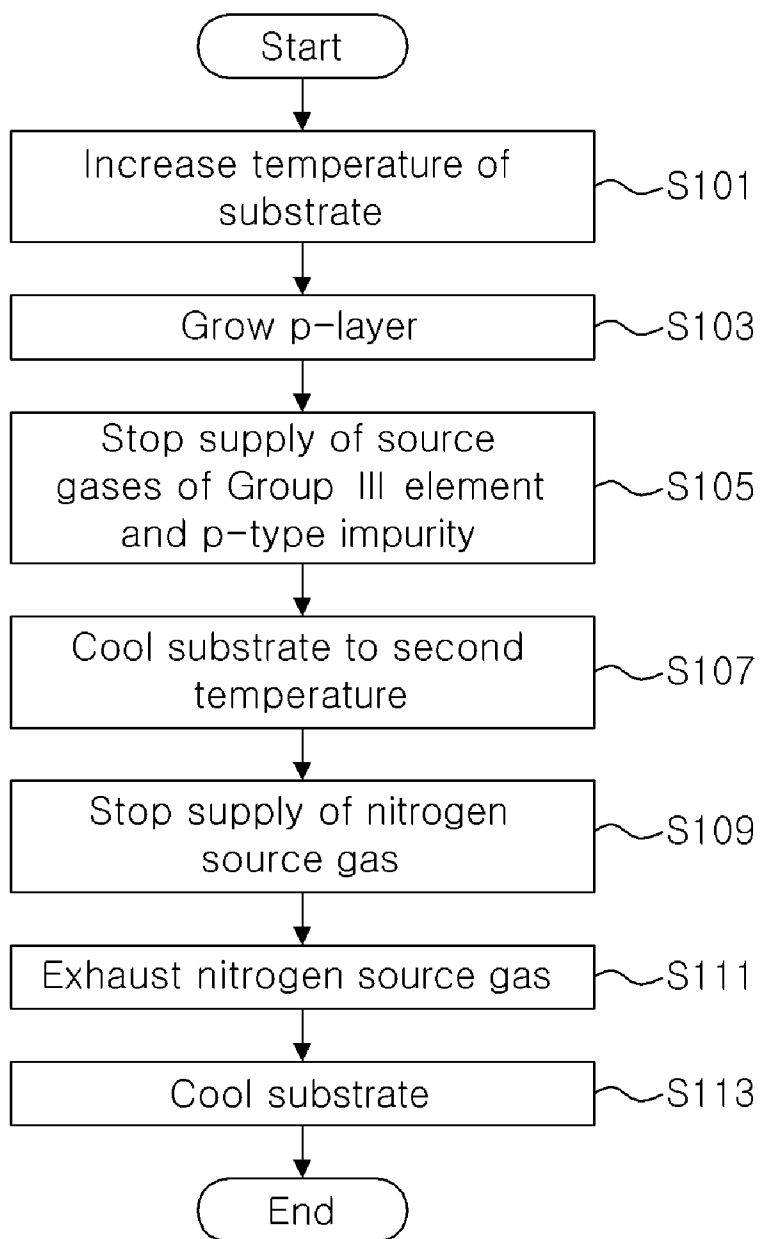 Start
Increase temperature of
substrate
S101
Grow p-layer
S103
Stop supply of source
gases of Group III element
and p-type impurity
S105
Cool substrate to second
temperature
S107
Stop supply of nitrogen
source gas
S109
Exhaust nitrogen source gas
S111
Cool substrate
S113
End